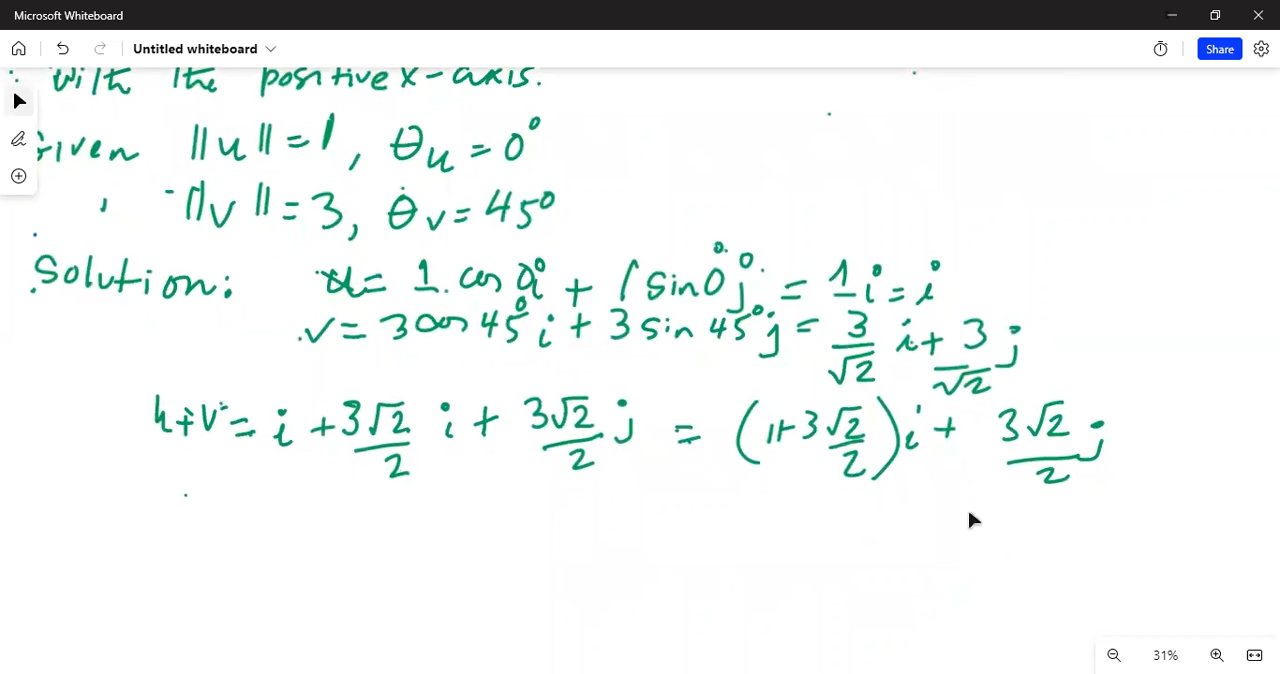 Microsoft Whiteboard
Untitled whiteboard
Share
with the positive x-axis.
Given ||u|| = 1, θu = 0°
||v|| = 3, θv = 45°
Solution: u = 1. cos 0°i + 1 sin 0°j = 1i = i
v = 3 cos 45°i + 3 sin 45°j = 3/√2 i + 3/√2 j
u+v = i + 3√2/2 i + 3√2/2 j = (1+3√2/2)i + 3√2/2 j
31%